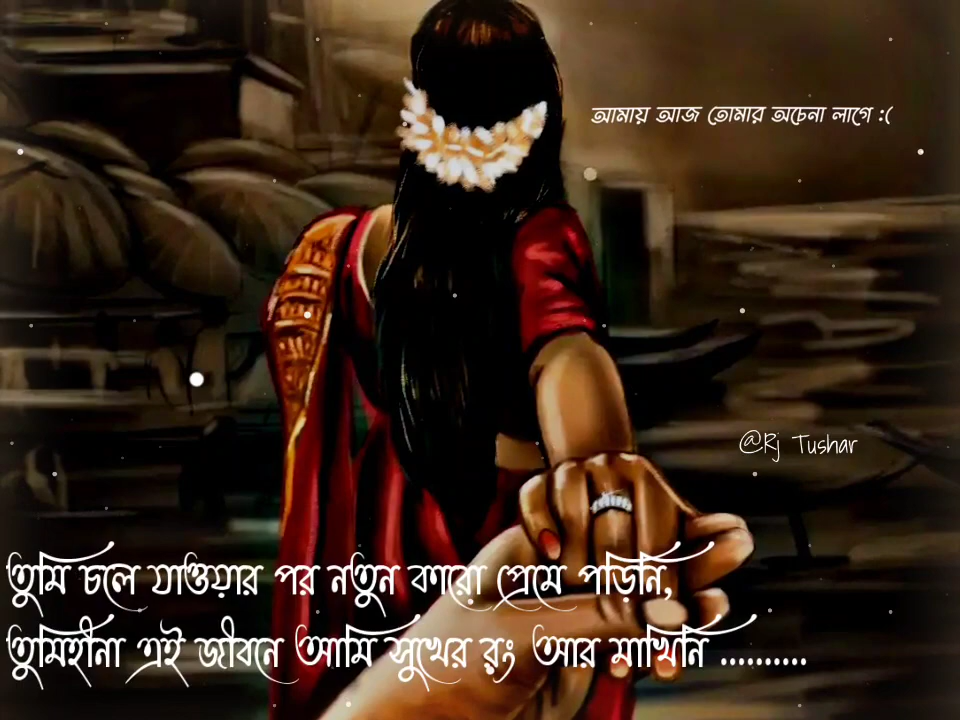 আমায় আজ তোমার অচেনা লাগে :(
@Rj Tushar
তুমি চলে যাওয়ার পর নতুন কারো প্রেমে পড়িনি,
তুমিহীনা এই জীবনে আমি সুখের রং আর মাখিনি ..........